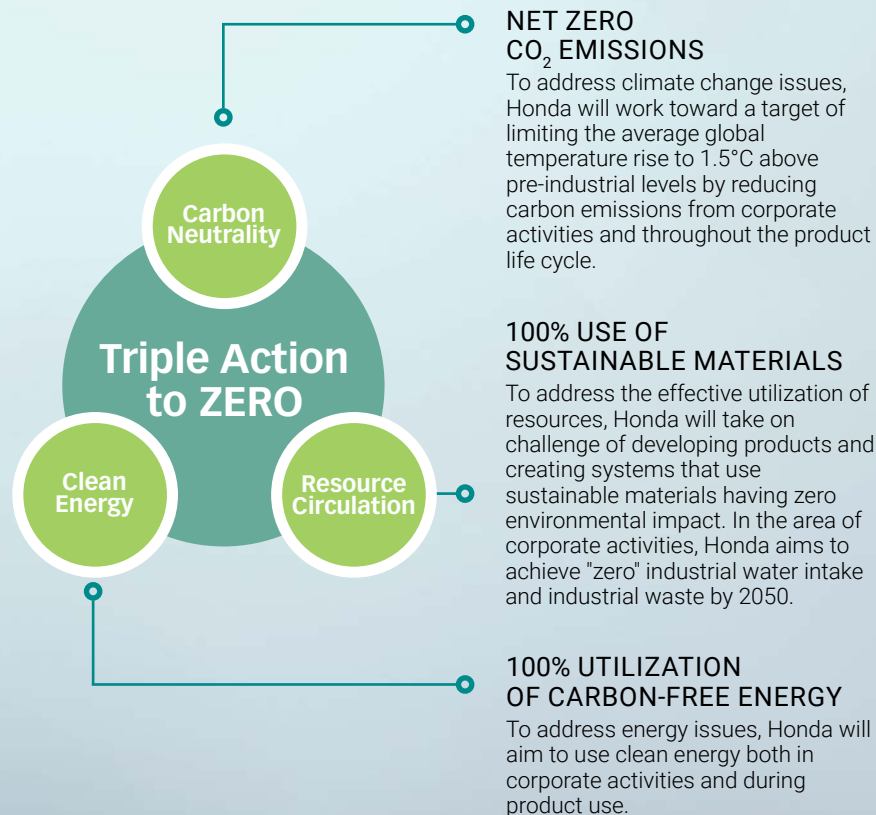 Carbon
Neutrality
Triple Action
to ZERO
Clean
Energy
Resource
Circulation
NET ZERO
CO₂ EMISSIONS
To address climate change issues,
Honda will work toward a target of
limiting the average global
temperature rise to 1.5°C above
pre-industrial levels by reducing
carbon emissions from corporate
activities and throughout the product
life cycle.
100% USE OF
SUSTAINABLE MATERIALS
To address the effective utilization of
resources, Honda will take on
challenge of developing products and
creating systems that use
sustainable materials having zero
environmental impact. In the area of
corporate activities, Honda aims to
achieve "zero" industrial water intake
and industrial waste by 2050.
100% UTILIZATION
OF CARBON-FREE ENERGY
To address energy issues, Honda will
aim to use clean energy both in
corporate activities and during
product use.